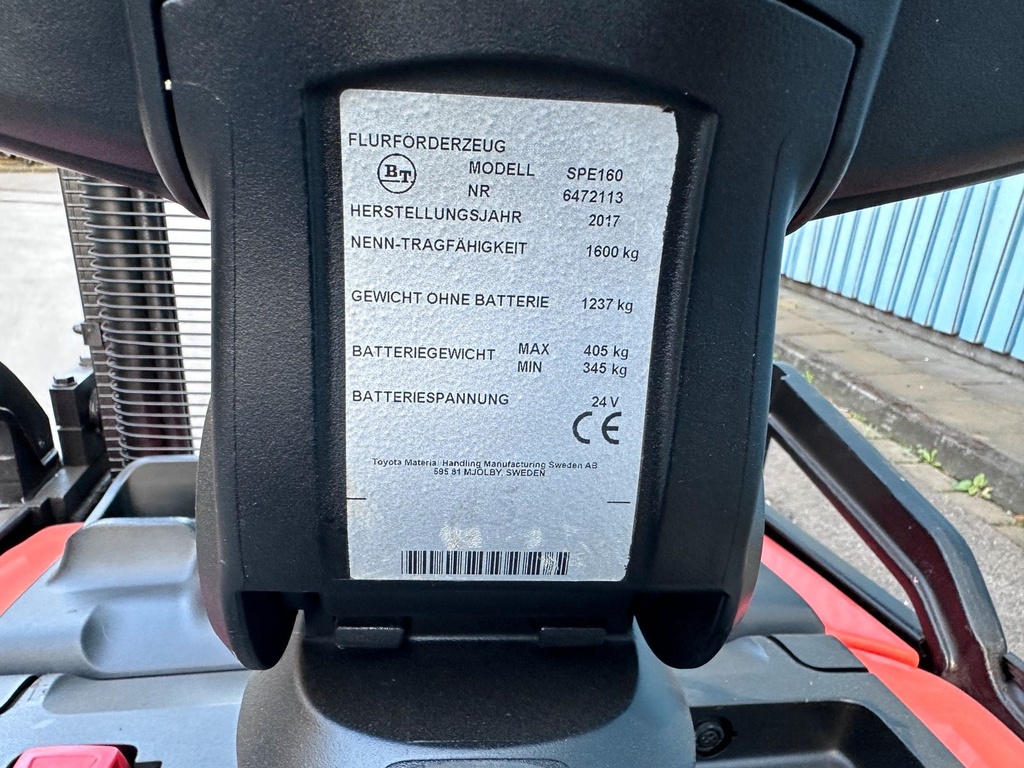 FLURFÖRDERZEUG
BT MODELL SPE160
NR 6472113
HERSTELLUNGSJAHR 2017
NENN-TRAGFÄHIGKEIT 1600 kg
GEWICHT OHNE BATTERIE 1237 kg
BATTERIEGEWICHT MAX 405 kg
MIN 345 kg
BATTERIESPANNUNG 24 V
CE
Toyota Material Handling Manufacturing Sweden AB
595 81 MJÖLBY, SWEDEN